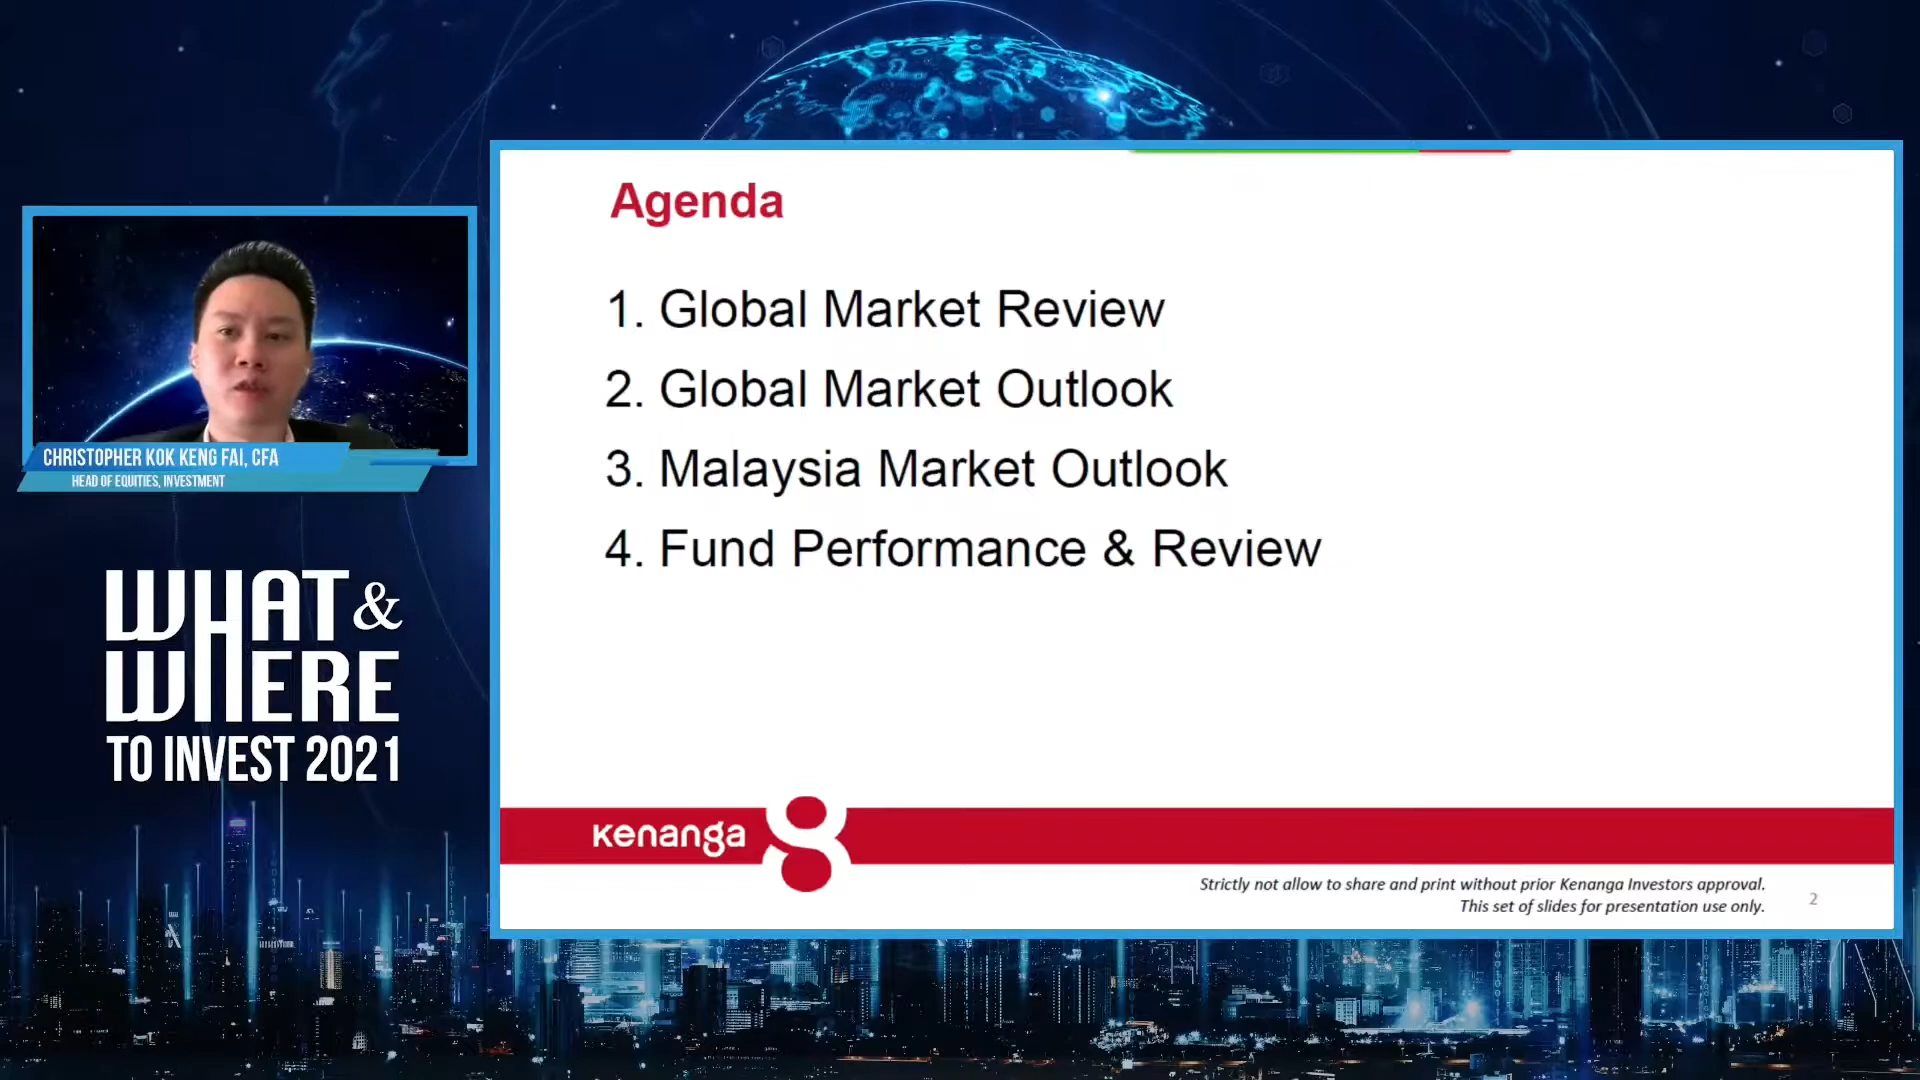 Agenda
1. Global Market Review
2. Global Market Outlook
3. Malaysia Market Outlook
4. Fund Performance & Review
CHRISTOPHER KOK KENG FAI, CFA
HEAD OF EQUITIES, INVESTMENT
WHAT &
WHERE
TO INVEST 2021
kenanga
Strictly not allow to share and print without prior Kenanga Investors approval.
This set of slides for presentation use only.
2